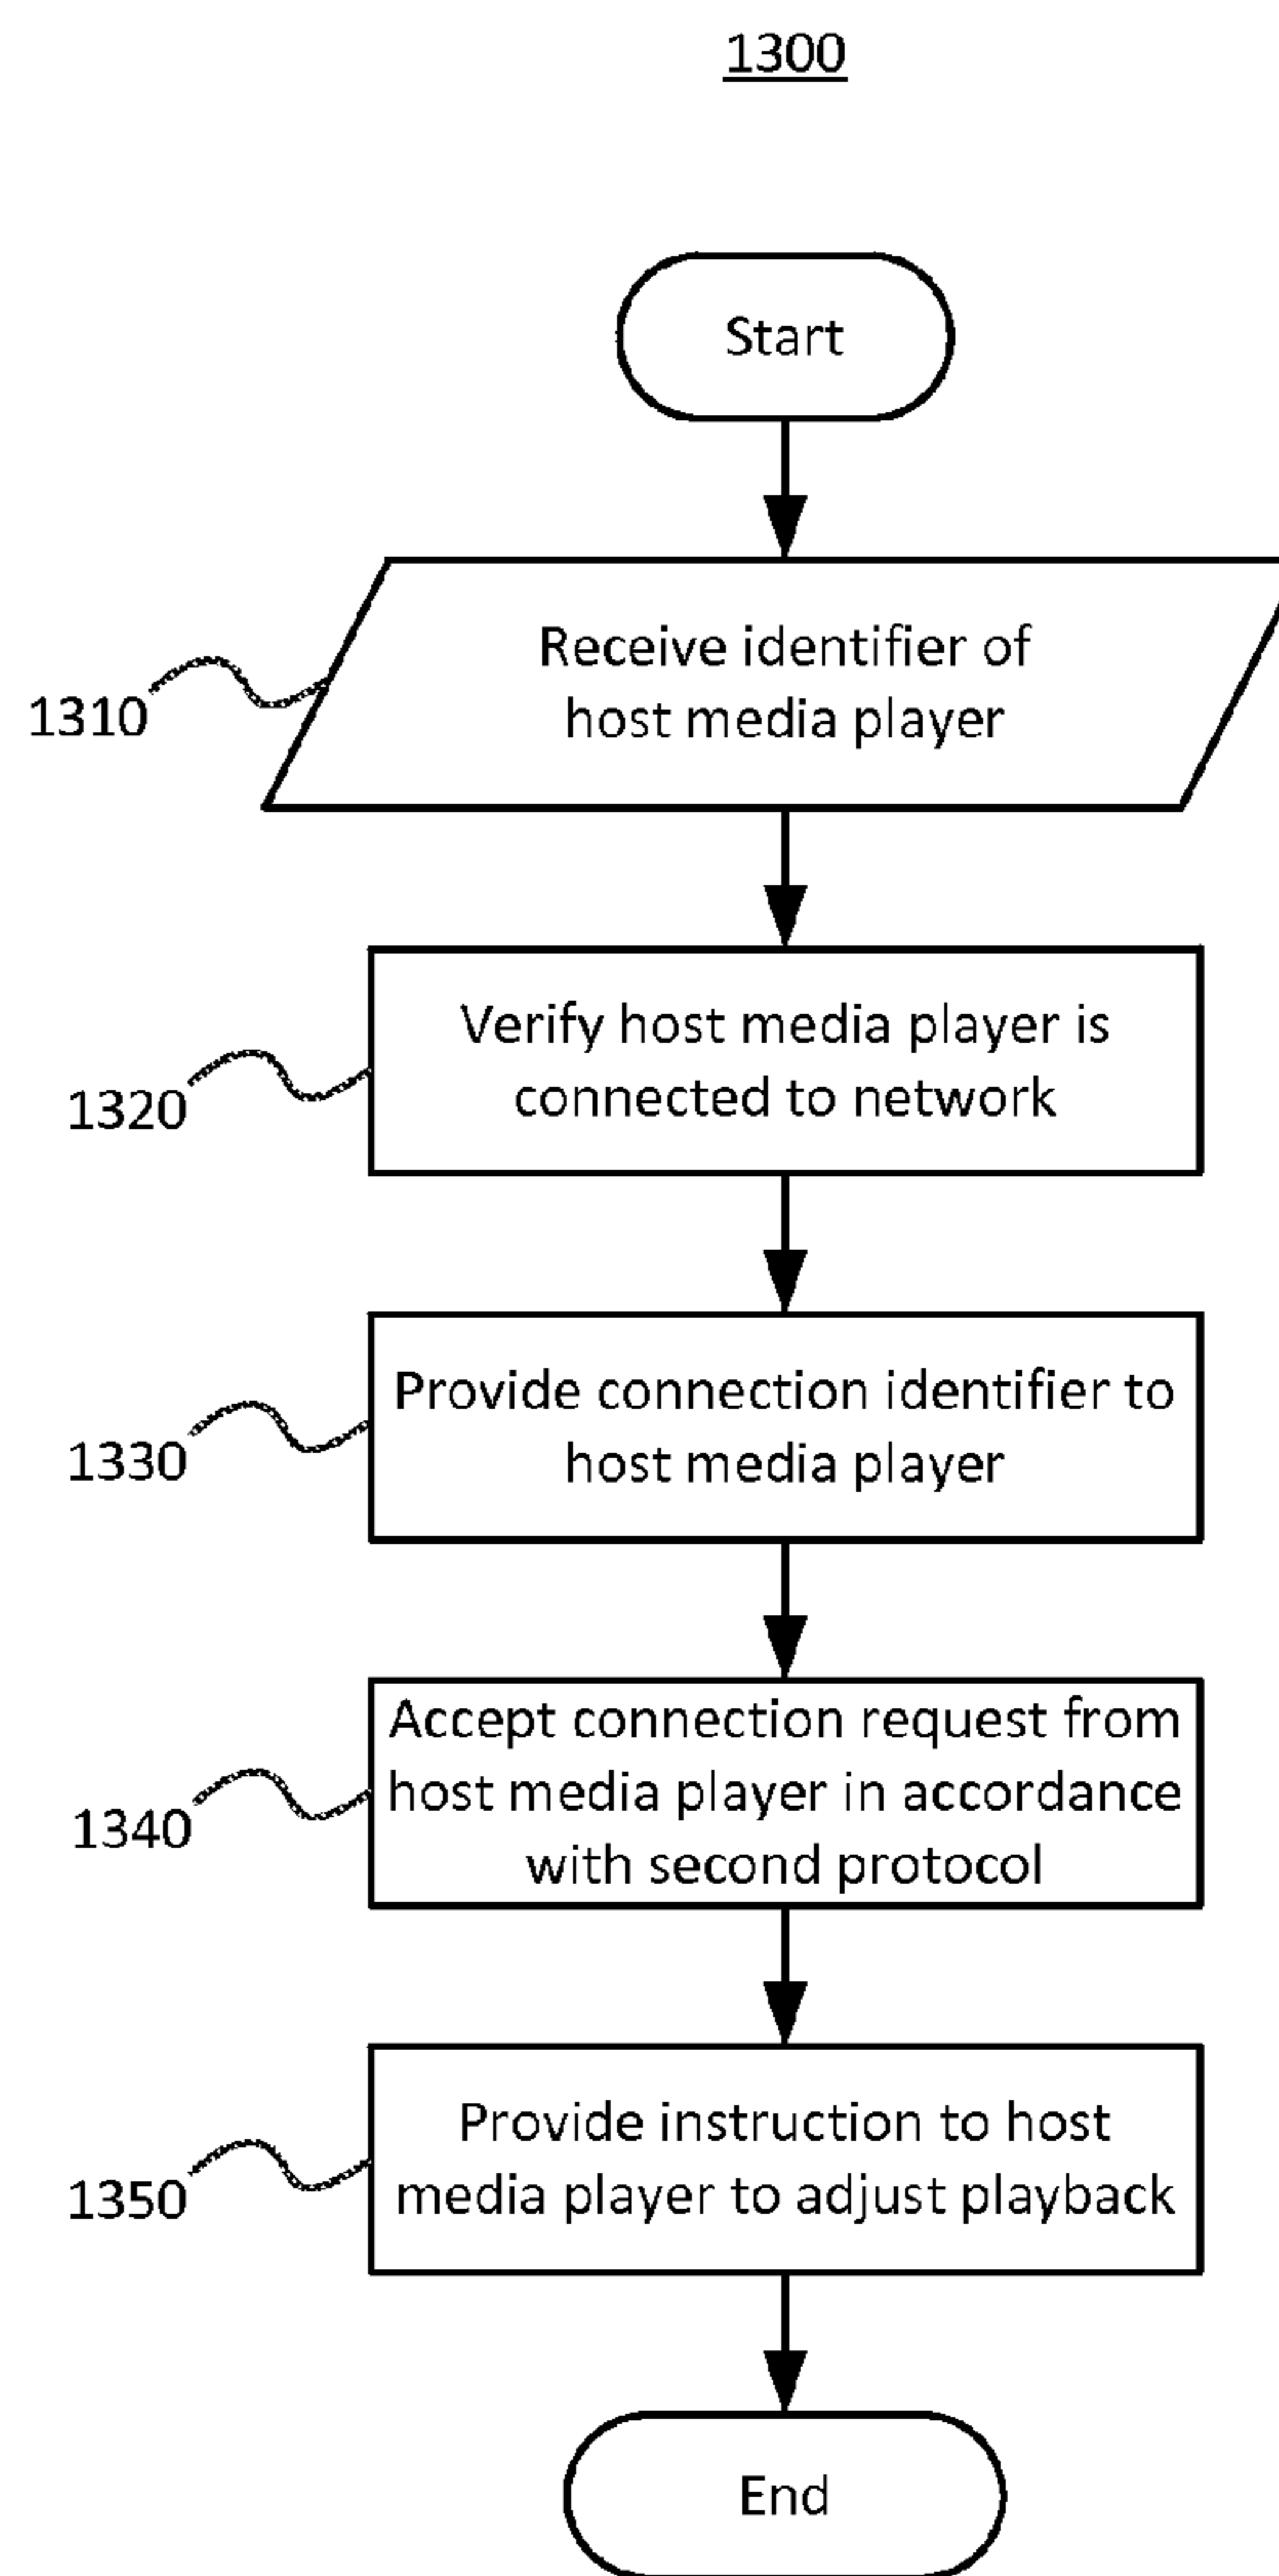 1300
Start
Receive identifier of
host media player
1310
Verify host media player is
connected to network
1320
Provide connection identifier to
host media player
1330
Accept connection request from
host media player in accordance
with second protocol
1340
Provide instruction to host
media player to adjust playback
1350
End